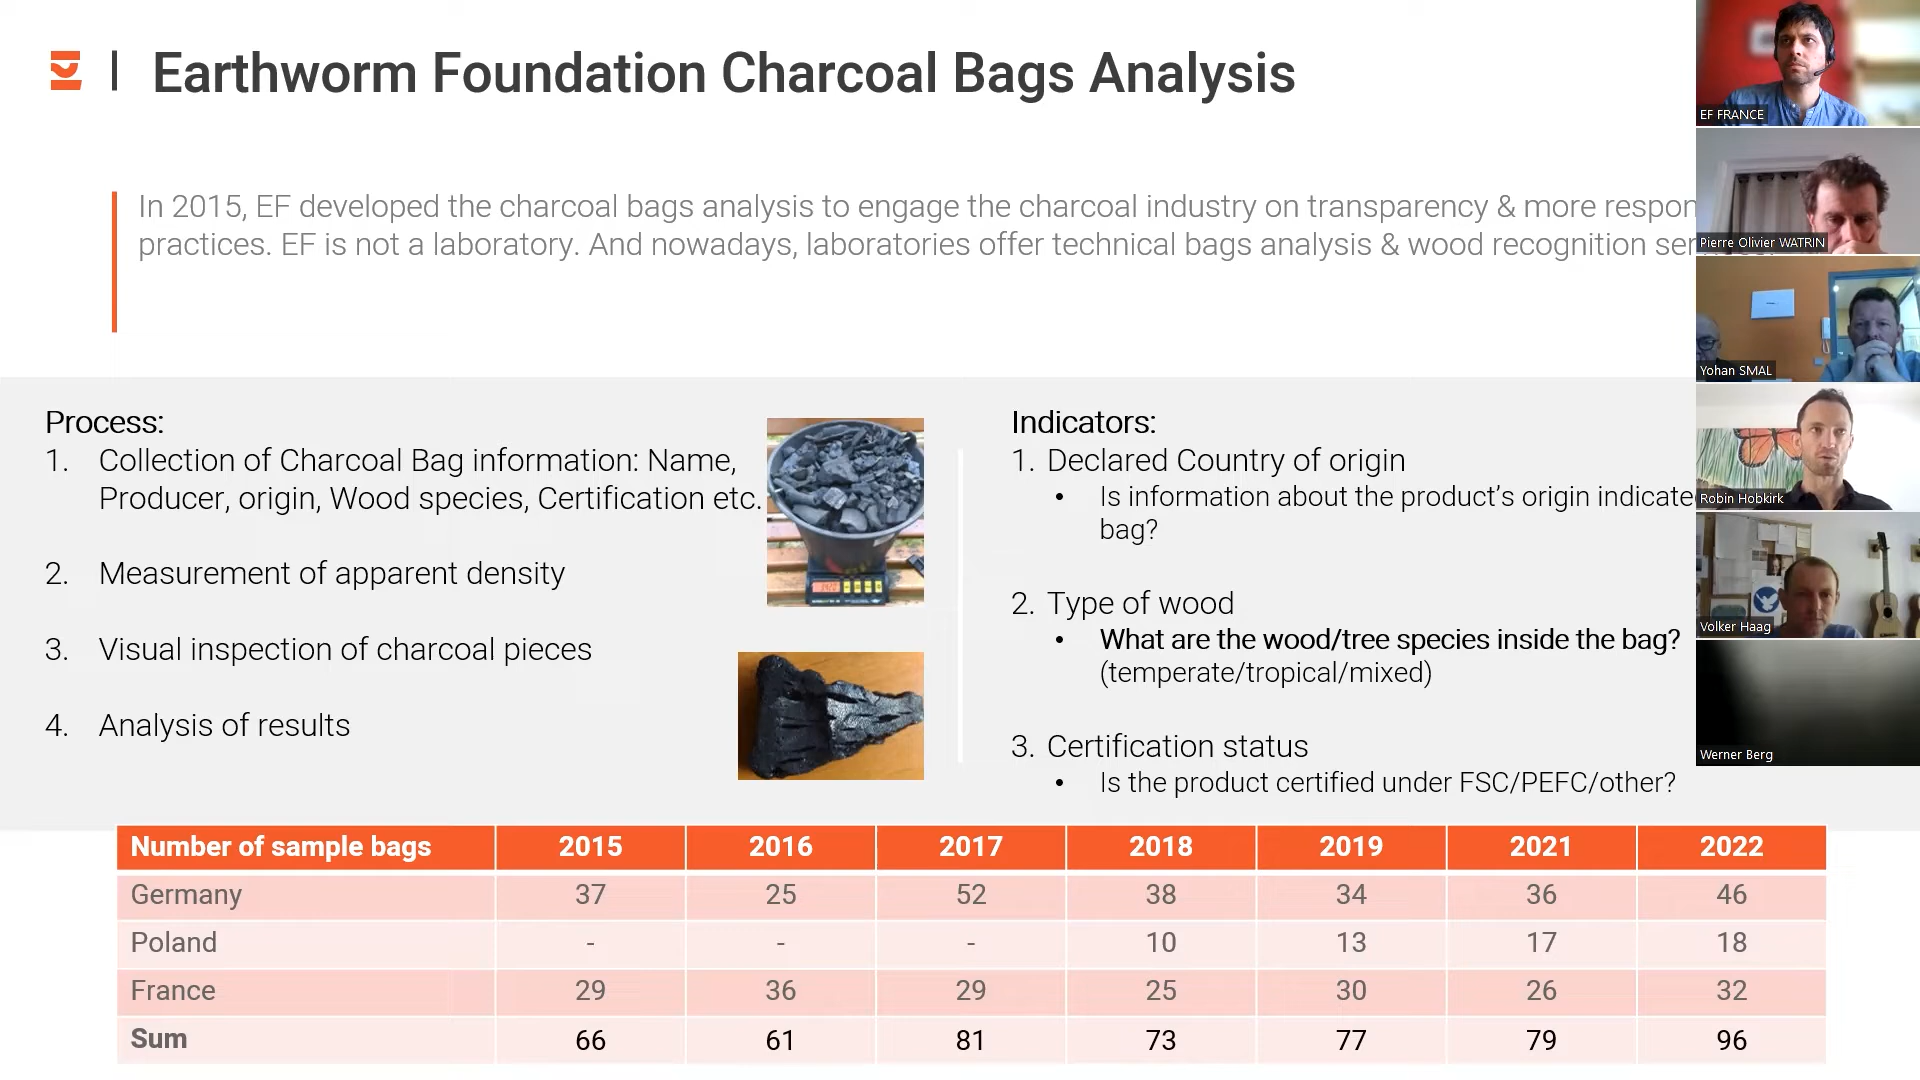 Earthworm Foundation Charcoal Bags Analysis
In 2015, EF developed the charcoal bags analysis to engage the charcoal industry on transparency & more
practices. EF is not a laboratory. And nowadays, laboratories offer technical bags analysis & wood recognition
Process:
1. Collection of Charcoal Bag information: Name,
Producer, origin, Wood species, Certification etc.
2. Measurement of apparent density
3. Visual inspection of charcoal pieces
4. Analysis of results
Indicators:
1. Declared Country of origin
• Is information about the product’s origin
bag?
2. Type of wood
• What are the wood/tree species inside the bag?
(temperate/tropical/mixed)
3. Certification status
• Is the product certified under FSC/PEFC/other?
Number of sample bags 2015 2016 2017 2018 2019 2021 2022
Germany 37 25 52 38 34 36 46
Poland - - - 10 13 17 18
France 29 36 29 25 30 26 32
Sum 66 61 81 73 77 79 96
EF FRANCE
Pierre Olivier WATRIN
Yohan SMAL
Robin Hobkirk
Volker Haag
Werner Berg